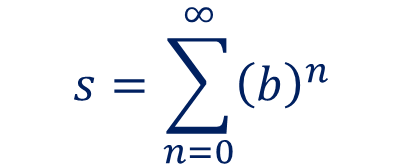 s = ∑_{n=0}^{∞} (b)^n